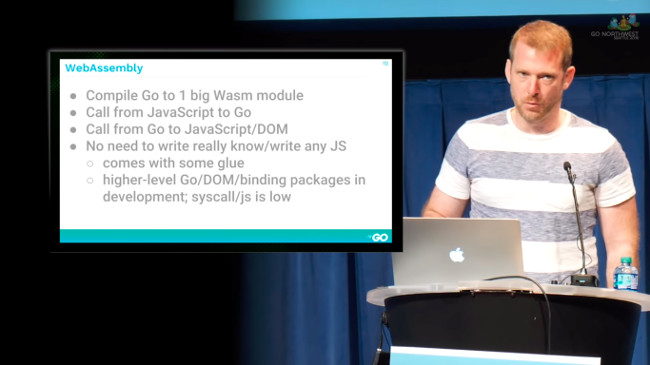 WebAssembly
Compile Go to 1 big Wasm module
Call from JavaScript to Go
Call from Go to JavaScript/DOM
No need to write really know/write any JS
comes with some glue
higher-level Go/DOM/binding packages in
development; syscall/js is low
GO
GO NORTHWEST